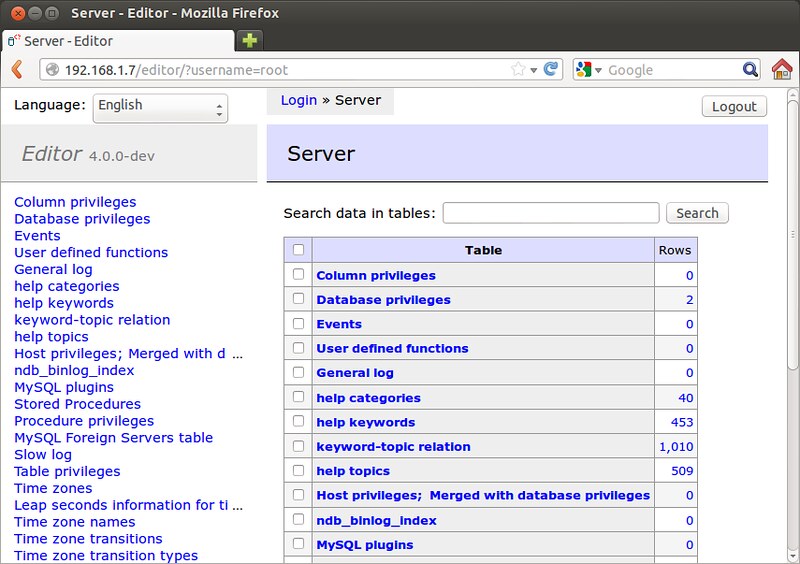 Server - Editor - Mozilla Firefox
Server - Editor
192.168.1.7/editor/?username=root
Google
Language: English
Login » Server
Logout
Editor 4.0.0-dev
Server
Column privileges
Database privileges
Events
User defined functions
General log
help categories
help keywords
keyword-topic relation
help topics
Host privileges; Merged with d ...
ndb_binlog_index
MySQL plugins
Stored Procedures
Procedure privileges
MySQL Foreign Servers table
Slow log
Table privileges
Time zones
Leap seconds information for ti ...
Time zone names
Time zone transitions
Time zone transition types
Search data in tables: Search
Table Rows
Column privileges 0
Database privileges 2
Events 0
User defined functions 0
General log 0
help categories 40
help keywords 453
keyword-topic relation 1,010
help topics 509
Host privileges; Merged with database privileges 0
ndb_binlog_index 0
MySQL plugins 0